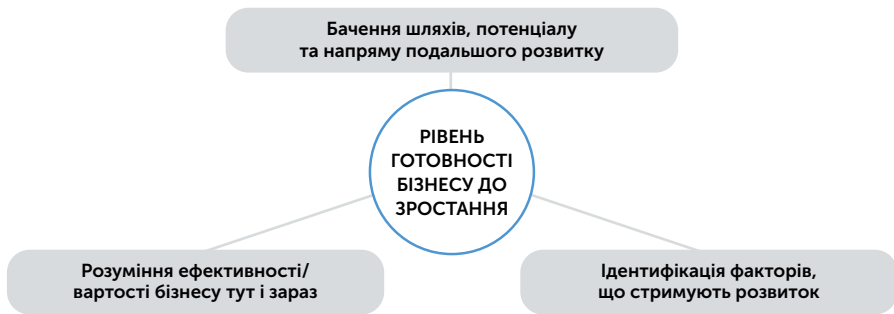 Бачення шляхів, потенціалу
та напряму подальшого розвитку
РІВЕНЬ
ГОТОВНОСТІ
БІЗНЕСУ ДО
ЗРОСТАННЯ
Розуміння ефективності/
вартості бізнесу тут і зараз
Ідентифікація факторів,
що стримують розвиток